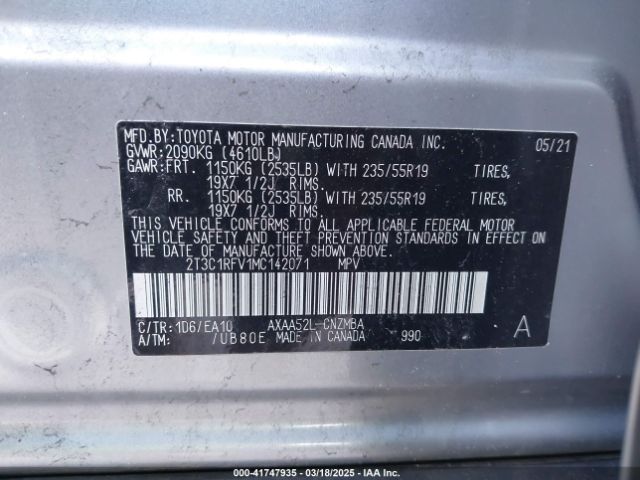 MFD.BY:TOYOTA MOTOR MANUFACTURING CANADA INC. 05/21
GVWR:2090KG (4610LB)
GAWR:FRT. 1150KG (2535LB) WITH 235/55R19 TIRES,
19X7 1/2J RIMS.
RR. 1150KG (2535LB) WITH 235/55R19 TIRES,
19X7 1/2J RIMS.
THIS VEHICLE CONFORMS TO ALL APPLICABLE FEDERAL MOTOR
VEHICLE SAFETY AND THEFT PREVENTION STANDARDS IN EFFECT ON
THE DATE OF MANUFACTURE SHOWN ABOVE.
2T3C1RFV1MC142071 MPV
C/TR:1D6/EA10 AXAA52L-CNZMBA A
A/TM: /UB80E MADE IN CANADA 990
# 41747935 - 03/18/2025 - IAA Auctions